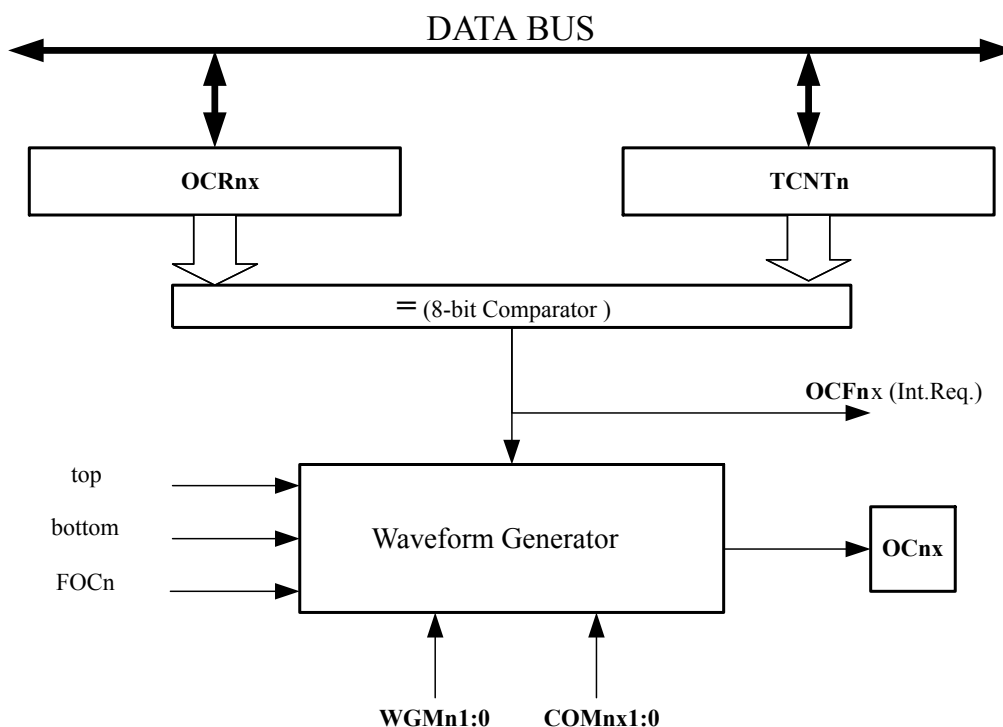 DATA BUS
OCRnx
TCNTn
= (8-bit Comparator )
OCFnx (Int.Req.)
top
bottom
FOCn
Waveform Generator
OCnx
WGMn1:0
COMnx1:0